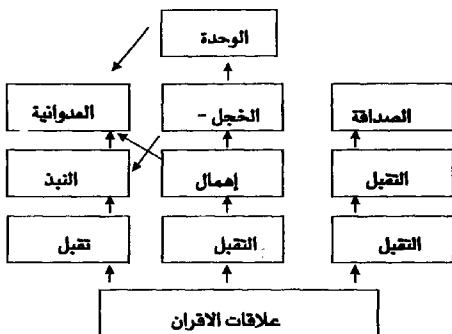 الوحدة
الصداقة
الخجل -
العدوانية
التقبل
إهمال
النبذ
التقبل
التقبل
تقبل
علاقات الاقران